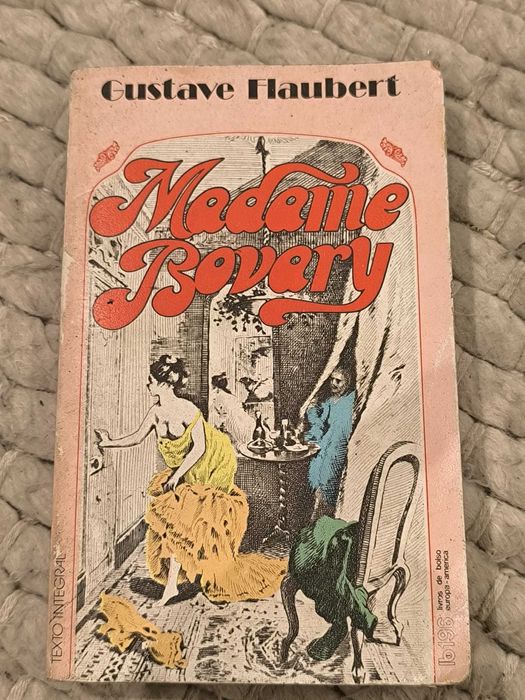 Gustave Flaubert
Madame
Bovary
TEXTO INTEGRAL
livros de bolso
europa-américa